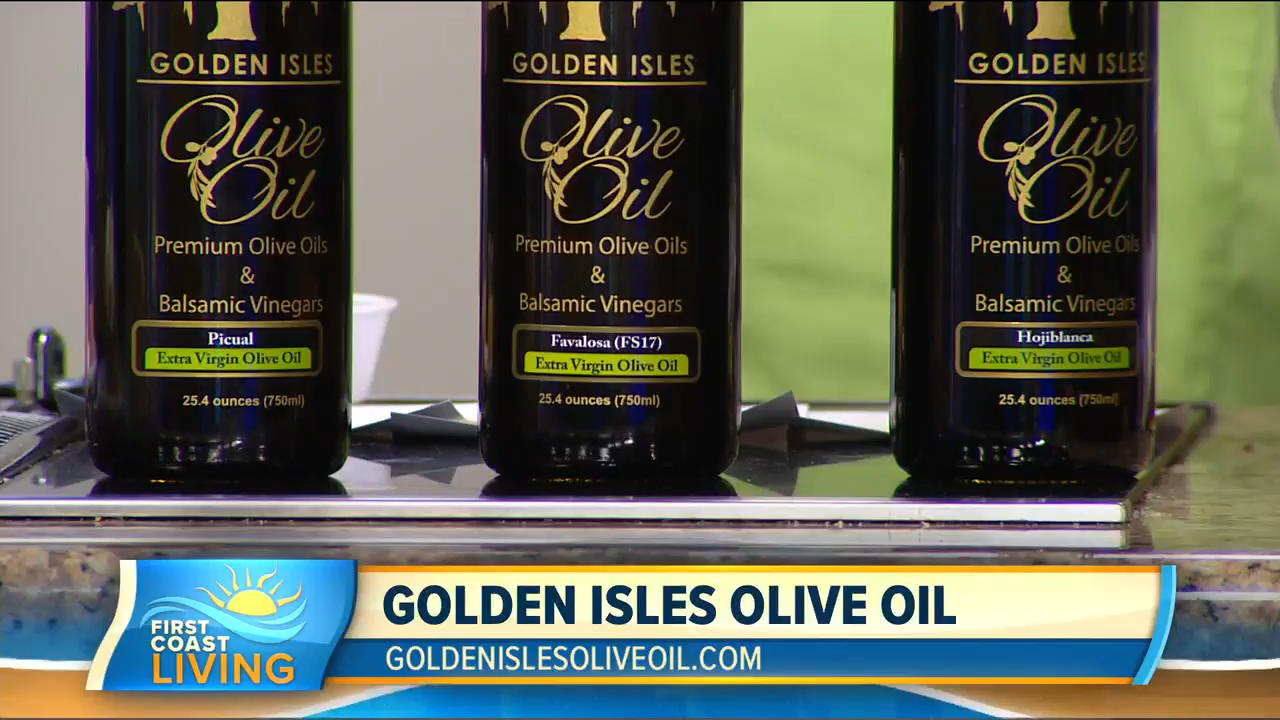 GOLDEN ISLES
Olive
Oil
Premium Olive Oils
&
Balsamic Vinegars
Picual
Extra Virgin Olive Oil
25.4 ounces (750ml)
GOLDEN ISLES
Olive
Oil
Premium Olive Oils
&
Balsamic Vinegars
Favalosa (FS17)
Extra Virgin Olive Oil
25.4 ounces (750ml)
GOLDEN ISLES
Olive
Oil
Premium Olive Oils
&
Balsamic Vinegars
Hojiblanca
Extra Virgin Olive Oil
25.4 ounces (750ml)
FIRST
COAST
LIVING
GOLDEN ISLES OLIVE OIL
GOLDENISLESOLIVEOIL.COM